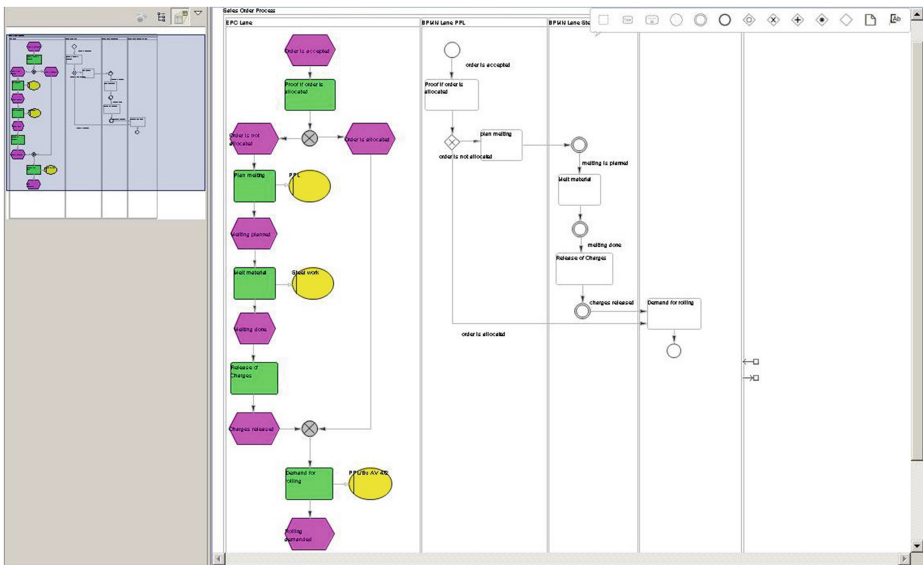 Sales Order Process
EPC Lane
BPMN Lane PPL
BPMN Lane Ste
Order is accepted
Proof if order is
allocated
Order is not
allocated
Order is allocated
Plan melting
PPL
Melting planned
Melt material
Steel work
Melting done
Release of
Charges
Charges released
Demand for
rolling
Rolling
demanded
order is accepted
Proof if order is
allocated
plan melting
order is not allocated
order is allocated
melting is planned
Melt material
melting done
Release of Charges
charges released
Demand for rolling